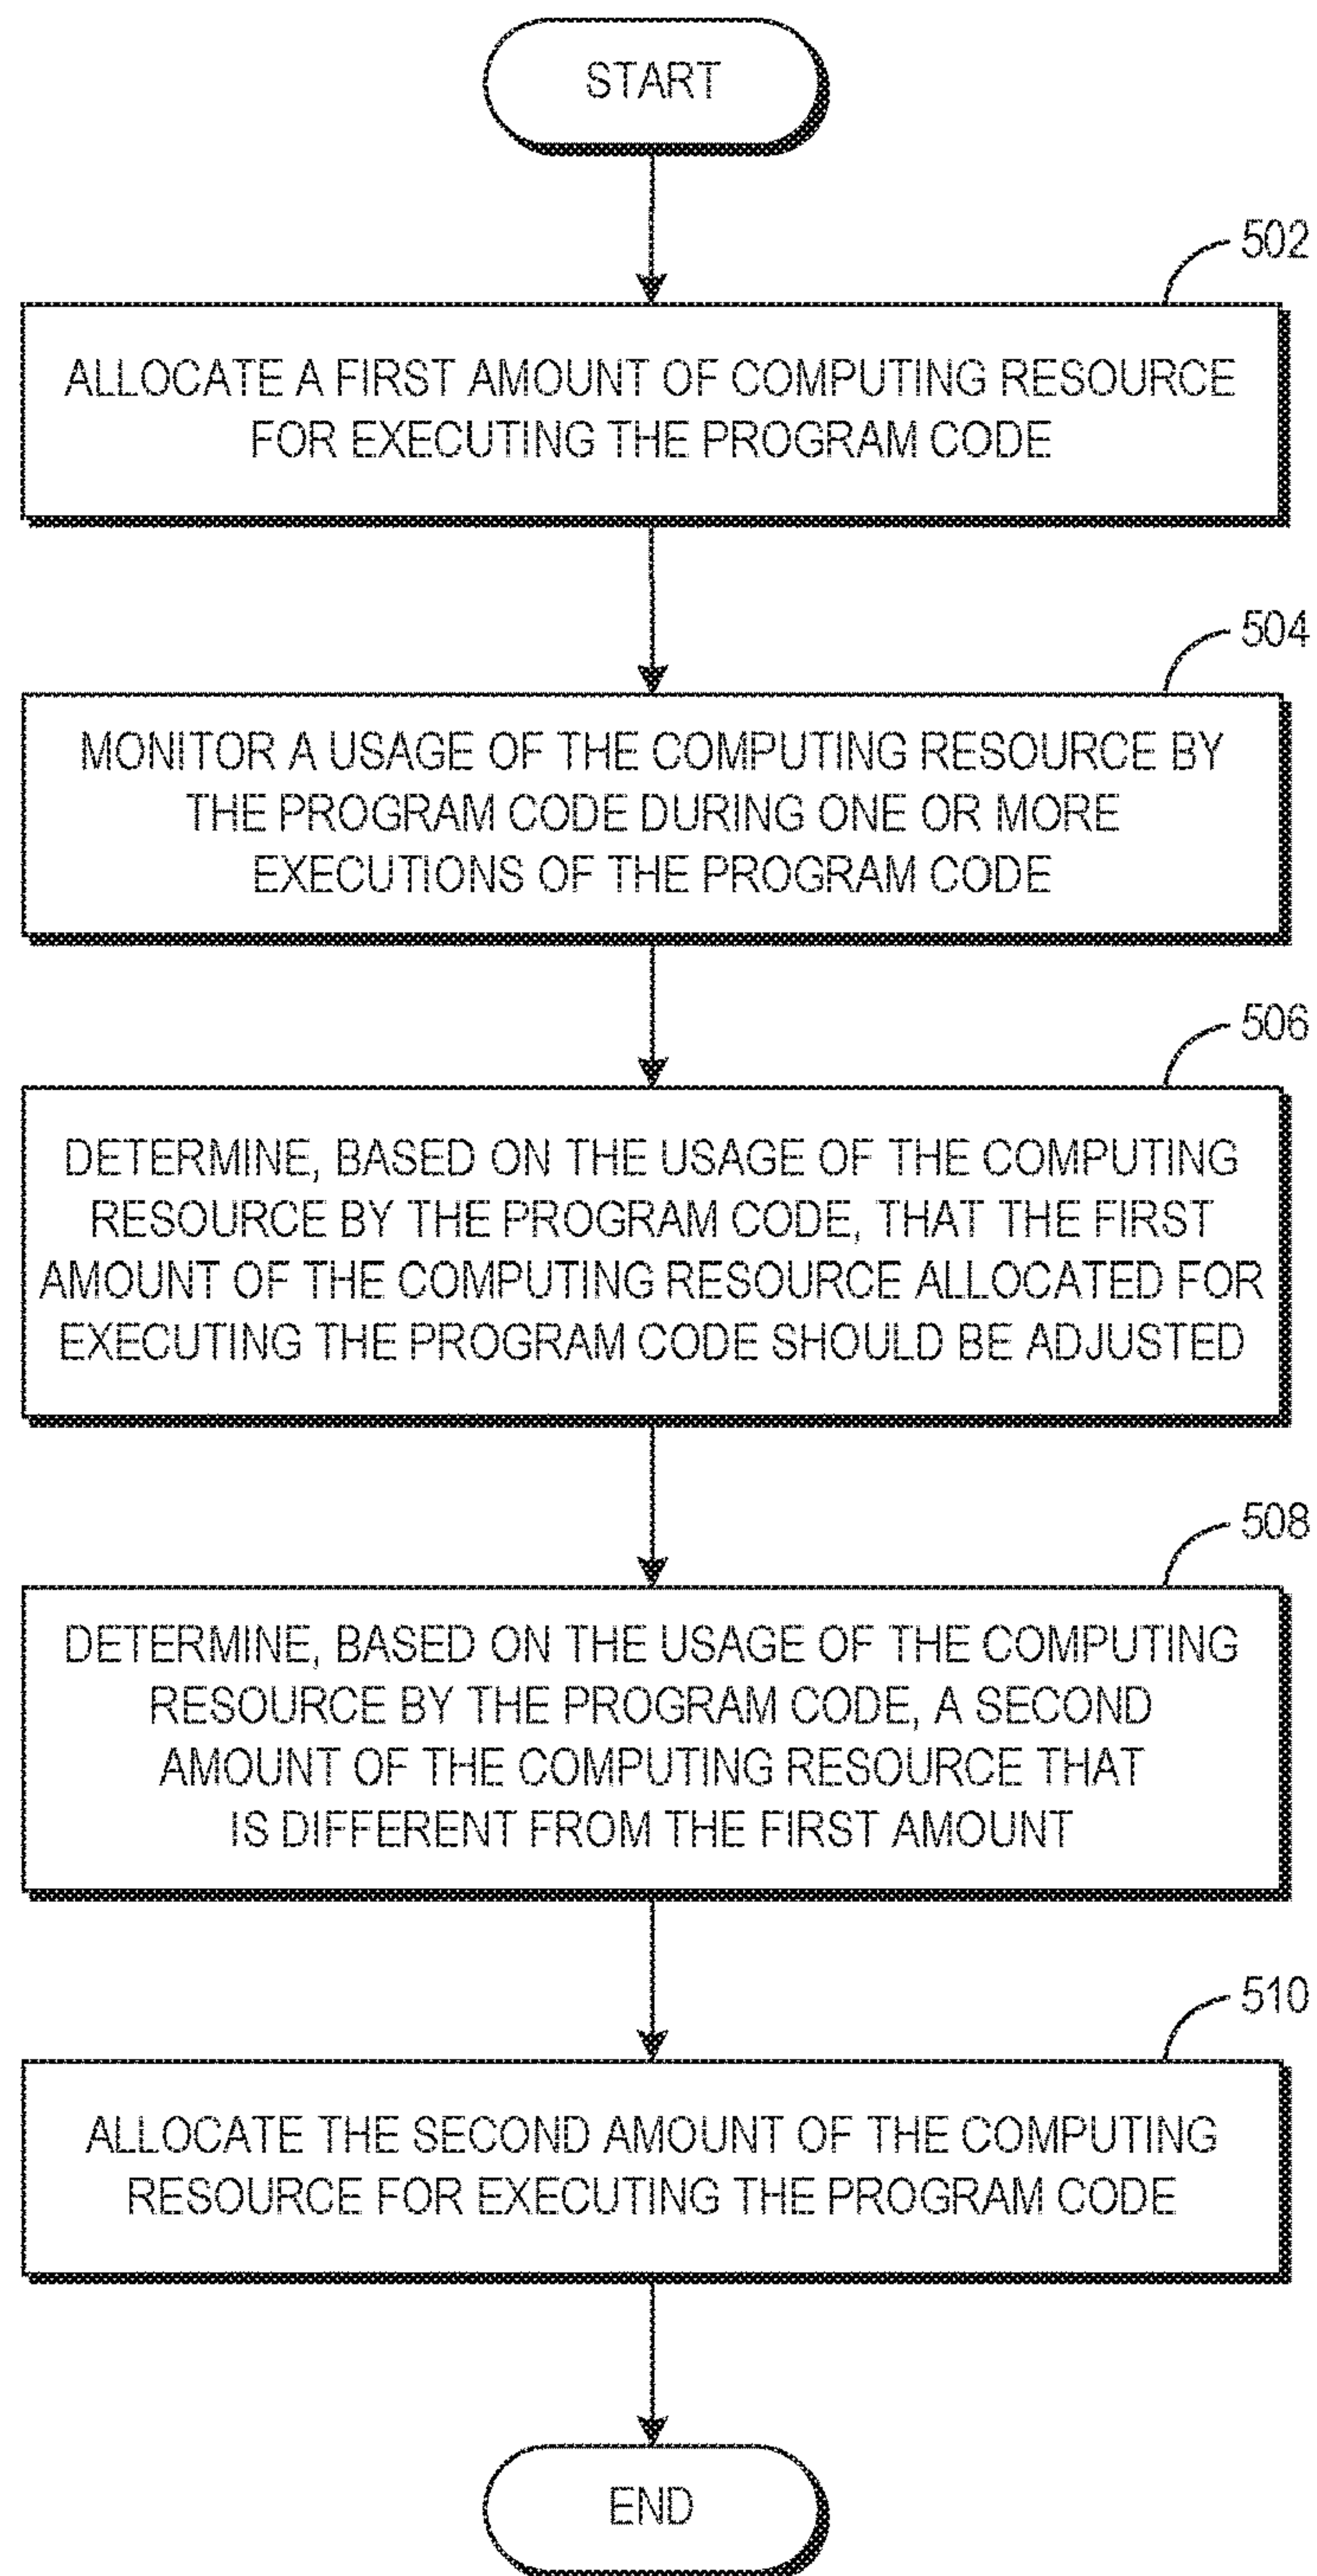 START
502
ALLOCATE A FIRST AMOUNT OF COMPUTING RESOURCE
FOR EXECUTING THE PROGRAM CODE
504
MONITOR A USAGE OF THE COMPUTING RESOURCE BY
THE PROGRAM CODE DURING ONE OR MORE
EXECUTIONS OF THE PROGRAM CODE
506
DETERMINE, BASED ON THE USAGE OF THE COMPUTING
RESOURCE BY THE PROGRAM CODE, THAT THE FIRST
AMOUNT OF THE COMPUTING RESOURCE ALLOCATED FOR
EXECUTING THE PROGRAM CODE SHOULD BE ADJUSTED
508
DETERMINE, BASED ON THE USAGE OF THE COMPUTING
RESOURCE BY THE PROGRAM CODE, A SECOND
AMOUNT OF THE COMPUTING RESOURCE THAT
IS DIFFERENT FROM THE FIRST AMOUNT
510
ALLOCATE THE SECOND AMOUNT OF THE COMPUTING
RESOURCE FOR EXECUTING THE PROGRAM CODE
END